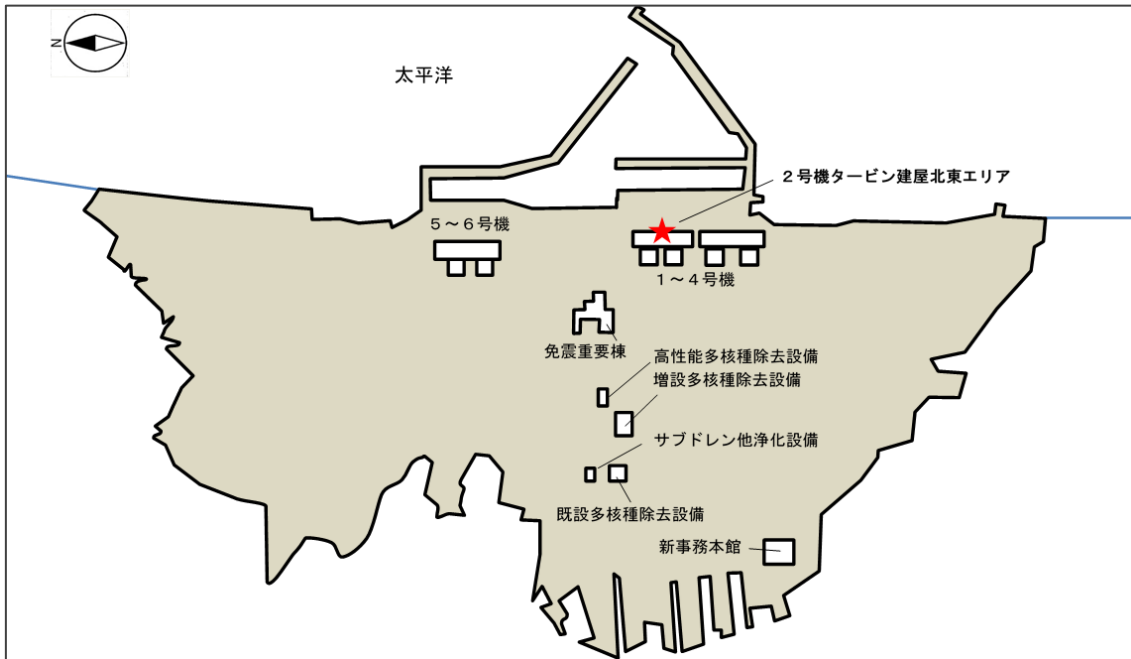 N
太平洋
２号機タービン建屋北東エリア
５～６号機
１～４号機
免震重要棟
高性能多核種除去設備
増設多核種除去設備
サブドレン他浄化設備
既設多核種除去設備
新事務本館